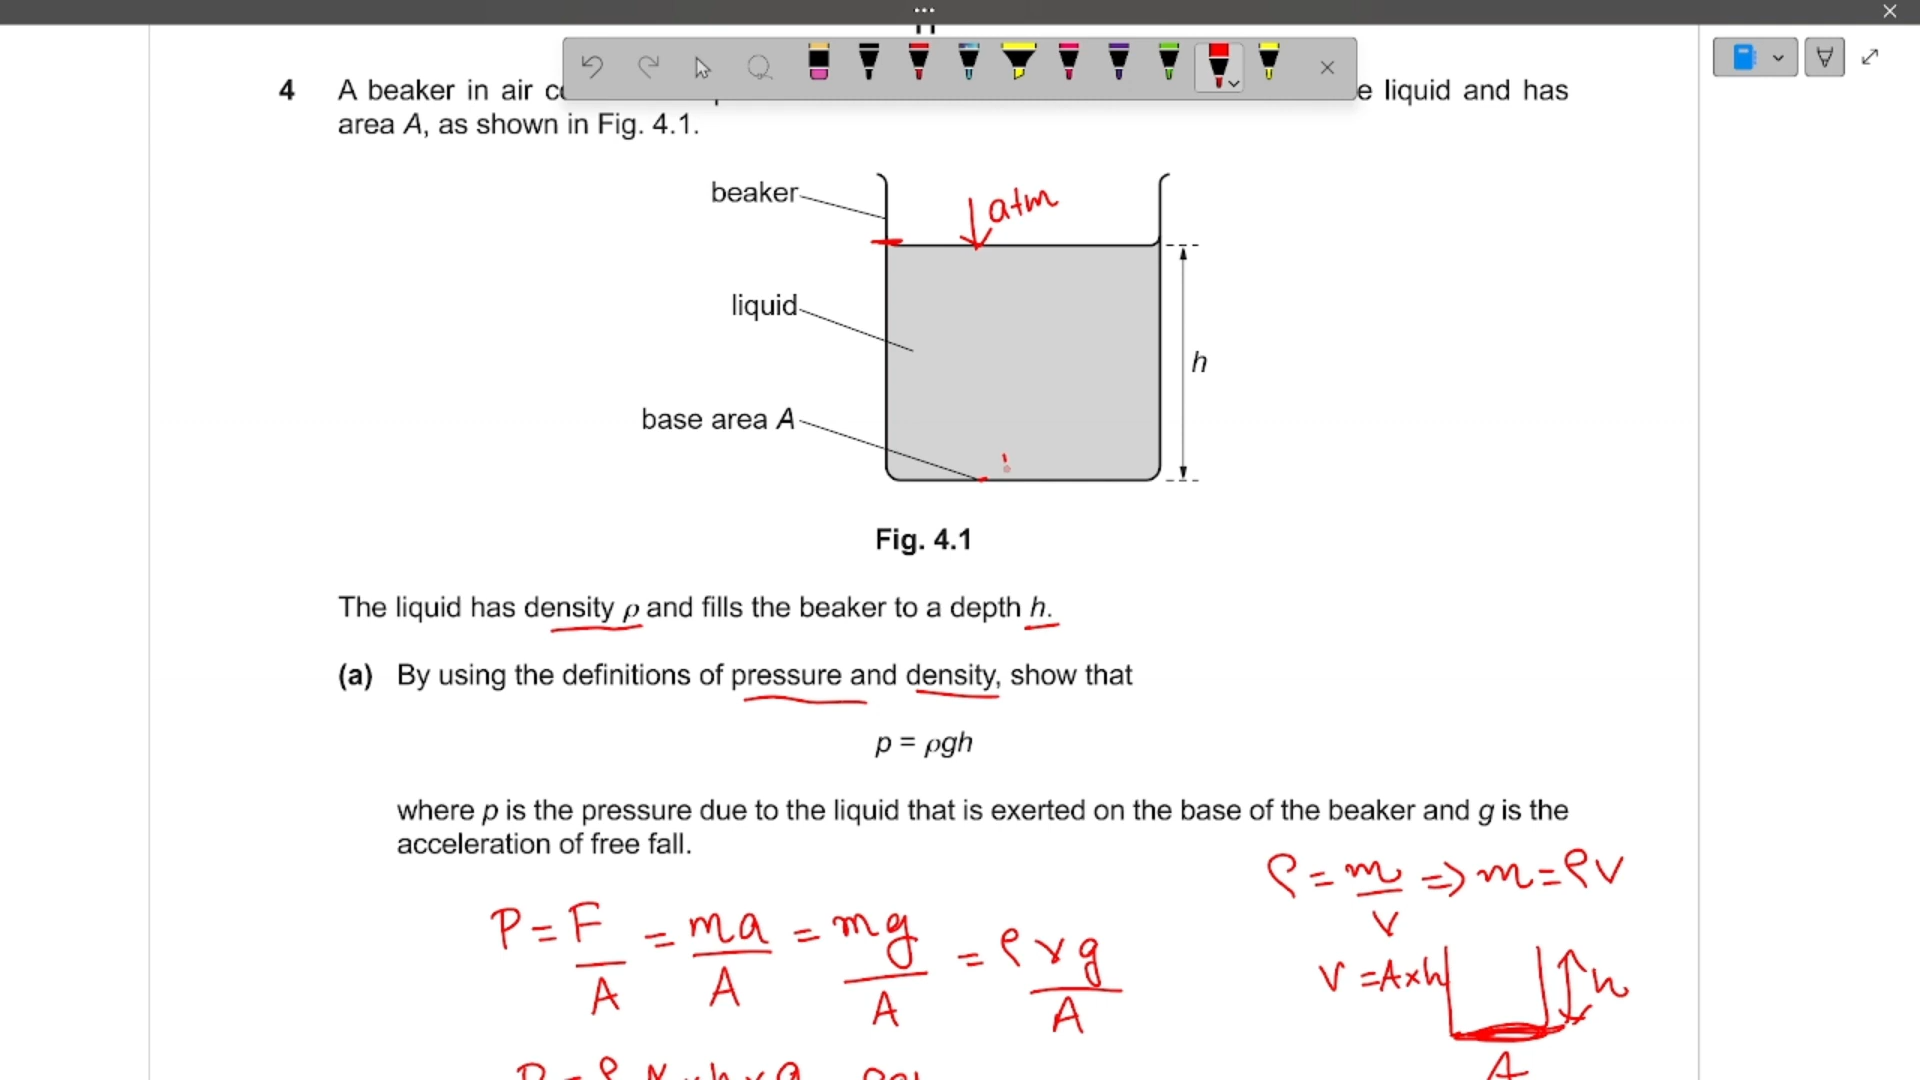 4 A beaker in air
e liquid and has
area A, as shown in Fig. 4.1.
beaker
atm
liquid
h
base area A
Fig. 4.1
The liquid has density ρ and fills the beaker to a depth h.
(a) By using the definitions of pressure and density, show that
p = ρgh
where p is the pressure due to the liquid that is exerted on the base of the beaker and g is the
acceleration of free fall.
ρ = m/V => m = ρV
P = F/A = ma/A = mg/A = ρVg/A
V = A×h
h
A